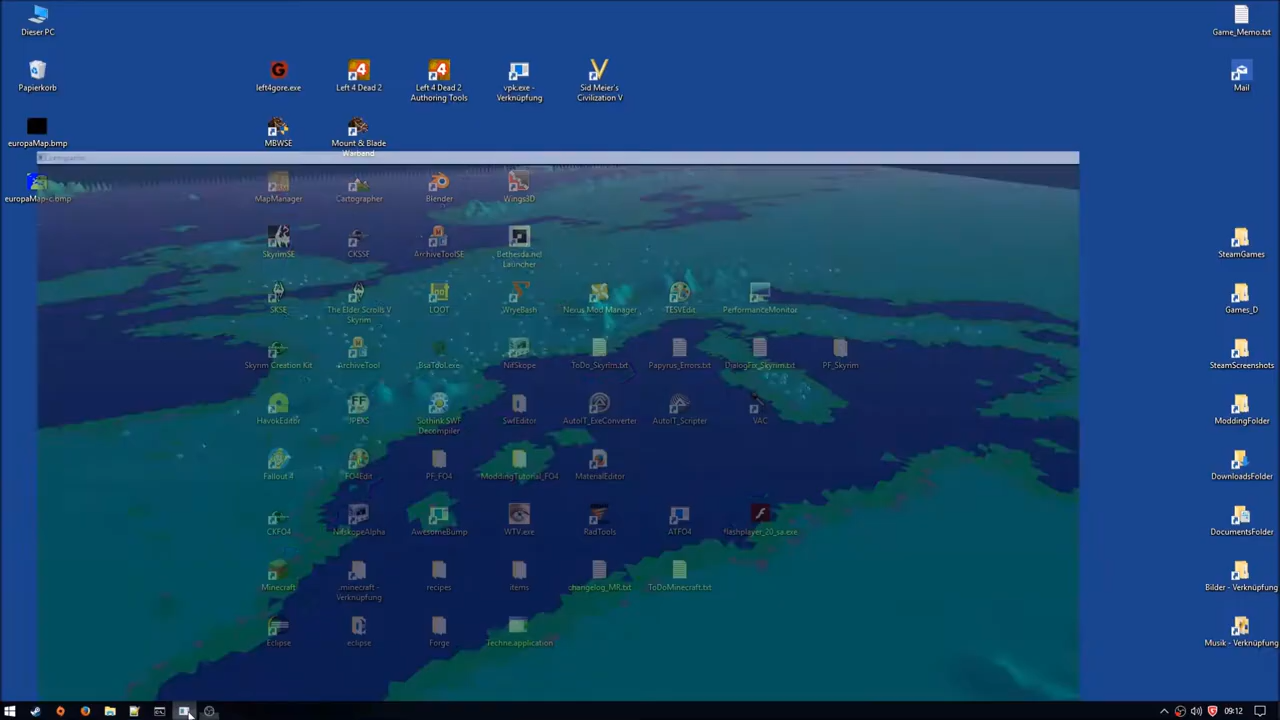 Dieser PC
Game_Memo.txt
Papierkorb
left4gore.exe
Left 4 Dead 2
Left 4 Dead 2
Authoring Tools
vpk.exe -
Verknüpfung
Sid Meier's
Civilization V
Mail
europaMap.bmp
MBWSE
Mount & Blade
Warband
europaMap-c.bmp
MapManager
Cartographer
Blender
Wings3D
SkyrimSE
CKSSE
ArchiveToolSE
Bethesda.net
Launcher
SteamGames
SKSE
The Elder Scrolls V
Skyrim
LOOT
WryeBash
Nexus Mod Manager
TESVEdit
PerformanceMonitor
Games_D
Skyrim Creation Kit
ArchiveTool
BsaTool.exe
NifSkope
ToDo_Skyrim.txt
Papyrus_Errors.txt
DialogFor_Skyrim.txt
PF_Skyrim
SteamScreenshots
HavokEditor
JPEXS
Sothink SWF
Decompiler
SwfEditor
AutoIT_ExeConverter
AutoIT_Scripter
VAC
ModdingFolder
Fallout 4
FO4Edit
PF_FO4
ModdingTutorial_FO4
MaterialEditor
DownloadsFolder
CKFO4
NifskopeAlpha
AwesomeBump
WTV.exe
RadTools
ATFO4
flashplayer_20_sa.exe
DocumentsFolder
Minecraft
.minecraft -
Verknüpfung
recipes
items
changelog_MR.txt
ToDoMinecraft.txt
Bilder - Verknüpfung
Eclipse
eclipse
Forge
Techne.application
Musik - Verknüpfung
09:12